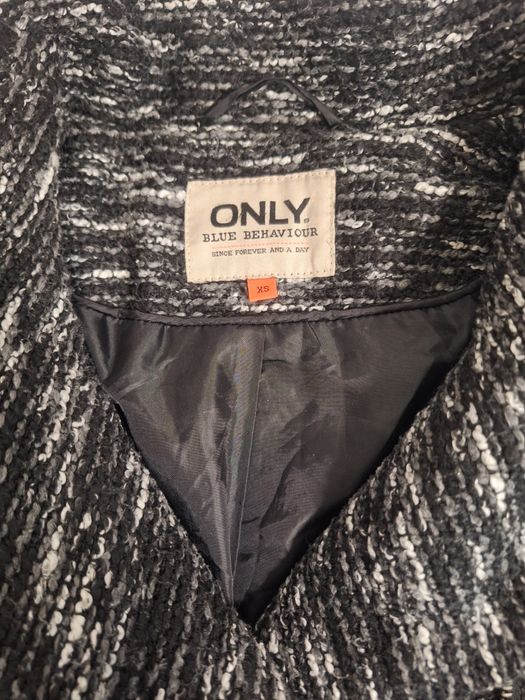 ONLY®
BLUE BEHAVIOUR
SINCE FOREVER AND A DAY
XS